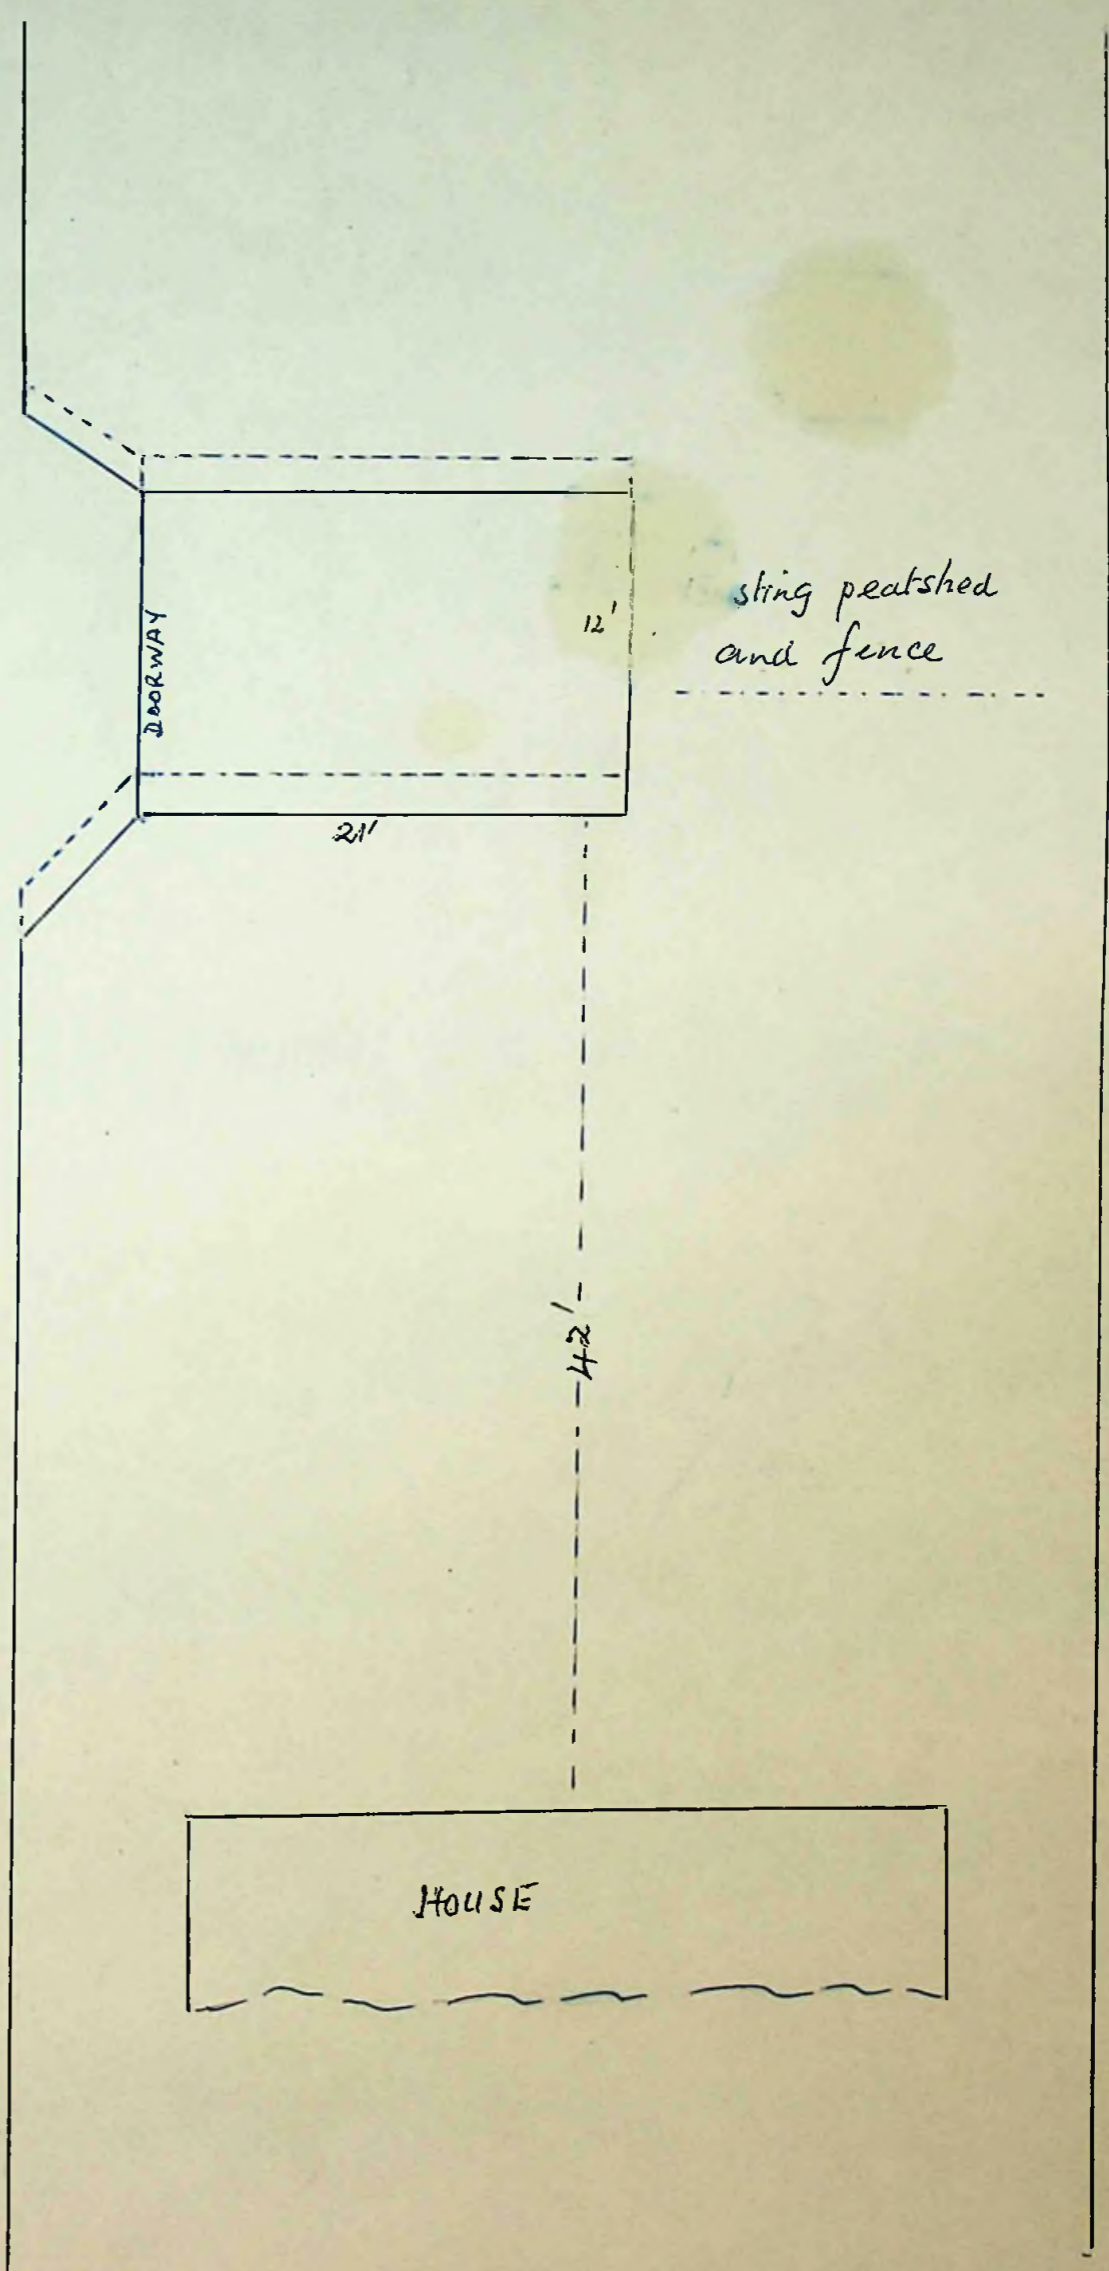 12'
sting peatshed
and fence
DOORWAY
21'
42'
HOUSE